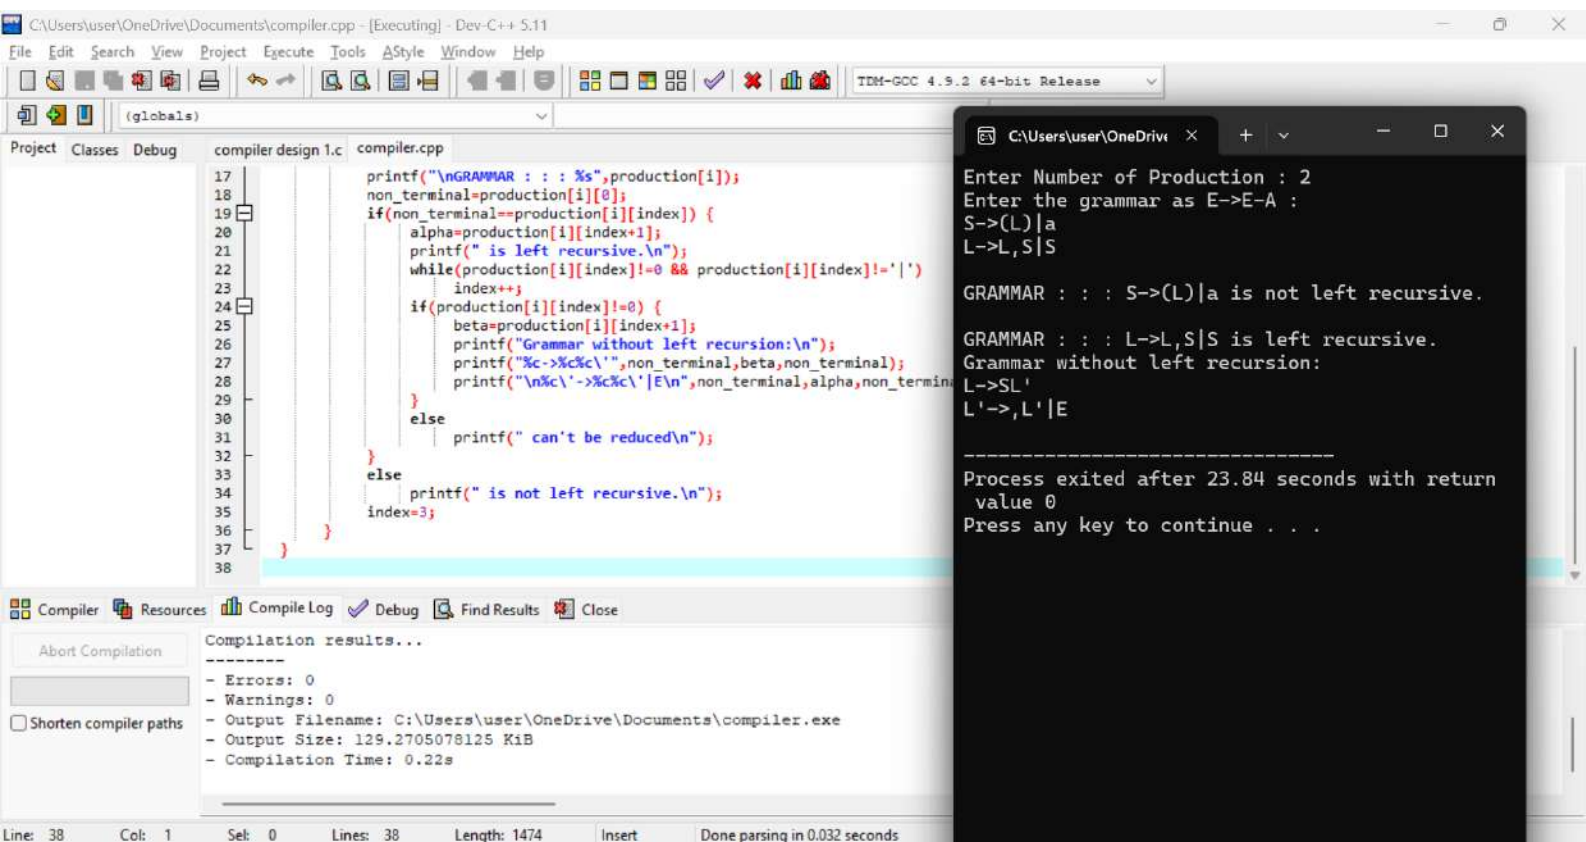 C:\Users\user\OneDrive\Documents\compiler.cpp - [Executing] - Dev-C++ 5.11
File Edit Search View Project Execute Tools AStyle Window Help
TDM-GCC 4.9.2 64-bit Release
(globals)
Project Classes Debug
compiler design 1.c compiler.cpp
17 printf("\nGRAMMAR : : : %s",production[i]);
18 non_terminal=production[i][0];
19 if(non_terminal==production[i][index]) {
20 alpha=production[i][index+1];
21 printf(" is left recursive.\n");
22 while(production[i][index]!=0 && production[i][index]!='|')
23 index++;
24 if(production[i][index]!=0) {
25 beta=production[i][index+1];
26 printf("Grammar without left recursion:\n");
27 printf("%c->%c%c\'",non_terminal,beta,non_terminal);
28 printf("\n%c\'->%c%c\'|E\n",non_terminal,alpha,non_termina
29 }
30 else
31 printf(" can't be reduced\n");
32 }
33 else
34 printf(" is not left recursive.\n");
35 index=3;
36 }
37 }
38
Compiler Resources Compile Log Debug Find Results Close
Abort Compilation
Shorten compiler paths
Compilation results...
--------
- Errors: 0
- Warnings: 0
- Output Filename: C:\Users\user\OneDrive\Documents\compiler.exe
- Output Size: 129.2705078125 KiB
- Compilation Time: 0.22s
Line: 38 Col: 1 Sel: 0 Lines: 38 Length: 1474 Insert Done parsing in 0.032 seconds
C:\Users\user\OneDrive
Enter Number of Production : 2
Enter the grammar as E->E-A :
S->(L)|a
L->L,S|S
GRAMMAR : : : S->(L)|a is not left recursive.
GRAMMAR : : : L->L,S|S is left recursive.
Grammar without left recursion:
L->SL'
L'->,L'|E
--------------------------------
Process exited after 23.84 seconds with return
value 0
Press any key to continue . . .